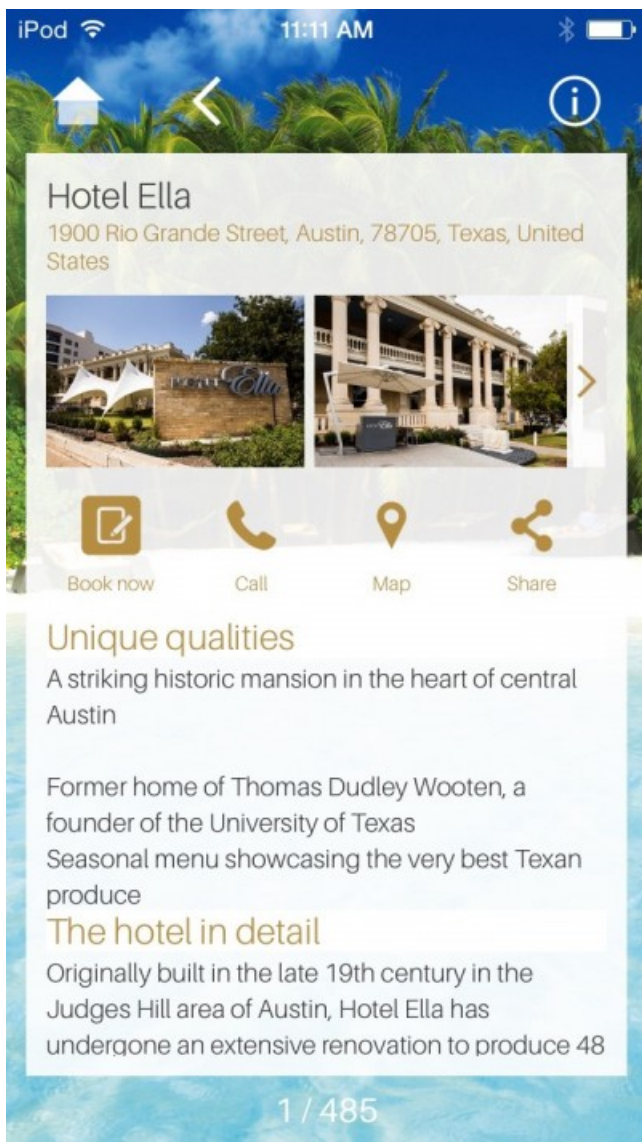 iPod 11:11 AM
Hotel Ella
1900 Rio Grande Street, Austin, 78705, Texas, United
States
HOTEL Ella
Ella
Book now Call Map Share
Unique qualities
A striking historic mansion in the heart of central
Austin
Former home of Thomas Dudley Wooten, a
founder of the University of Texas
Seasonal menu showcasing the very best Texan
produce
The hotel in detail
Originally built in the late 19th century in the
Judges Hill area of Austin, Hotel Ella has
undergone an extensive renovation to produce 48
1 / 485